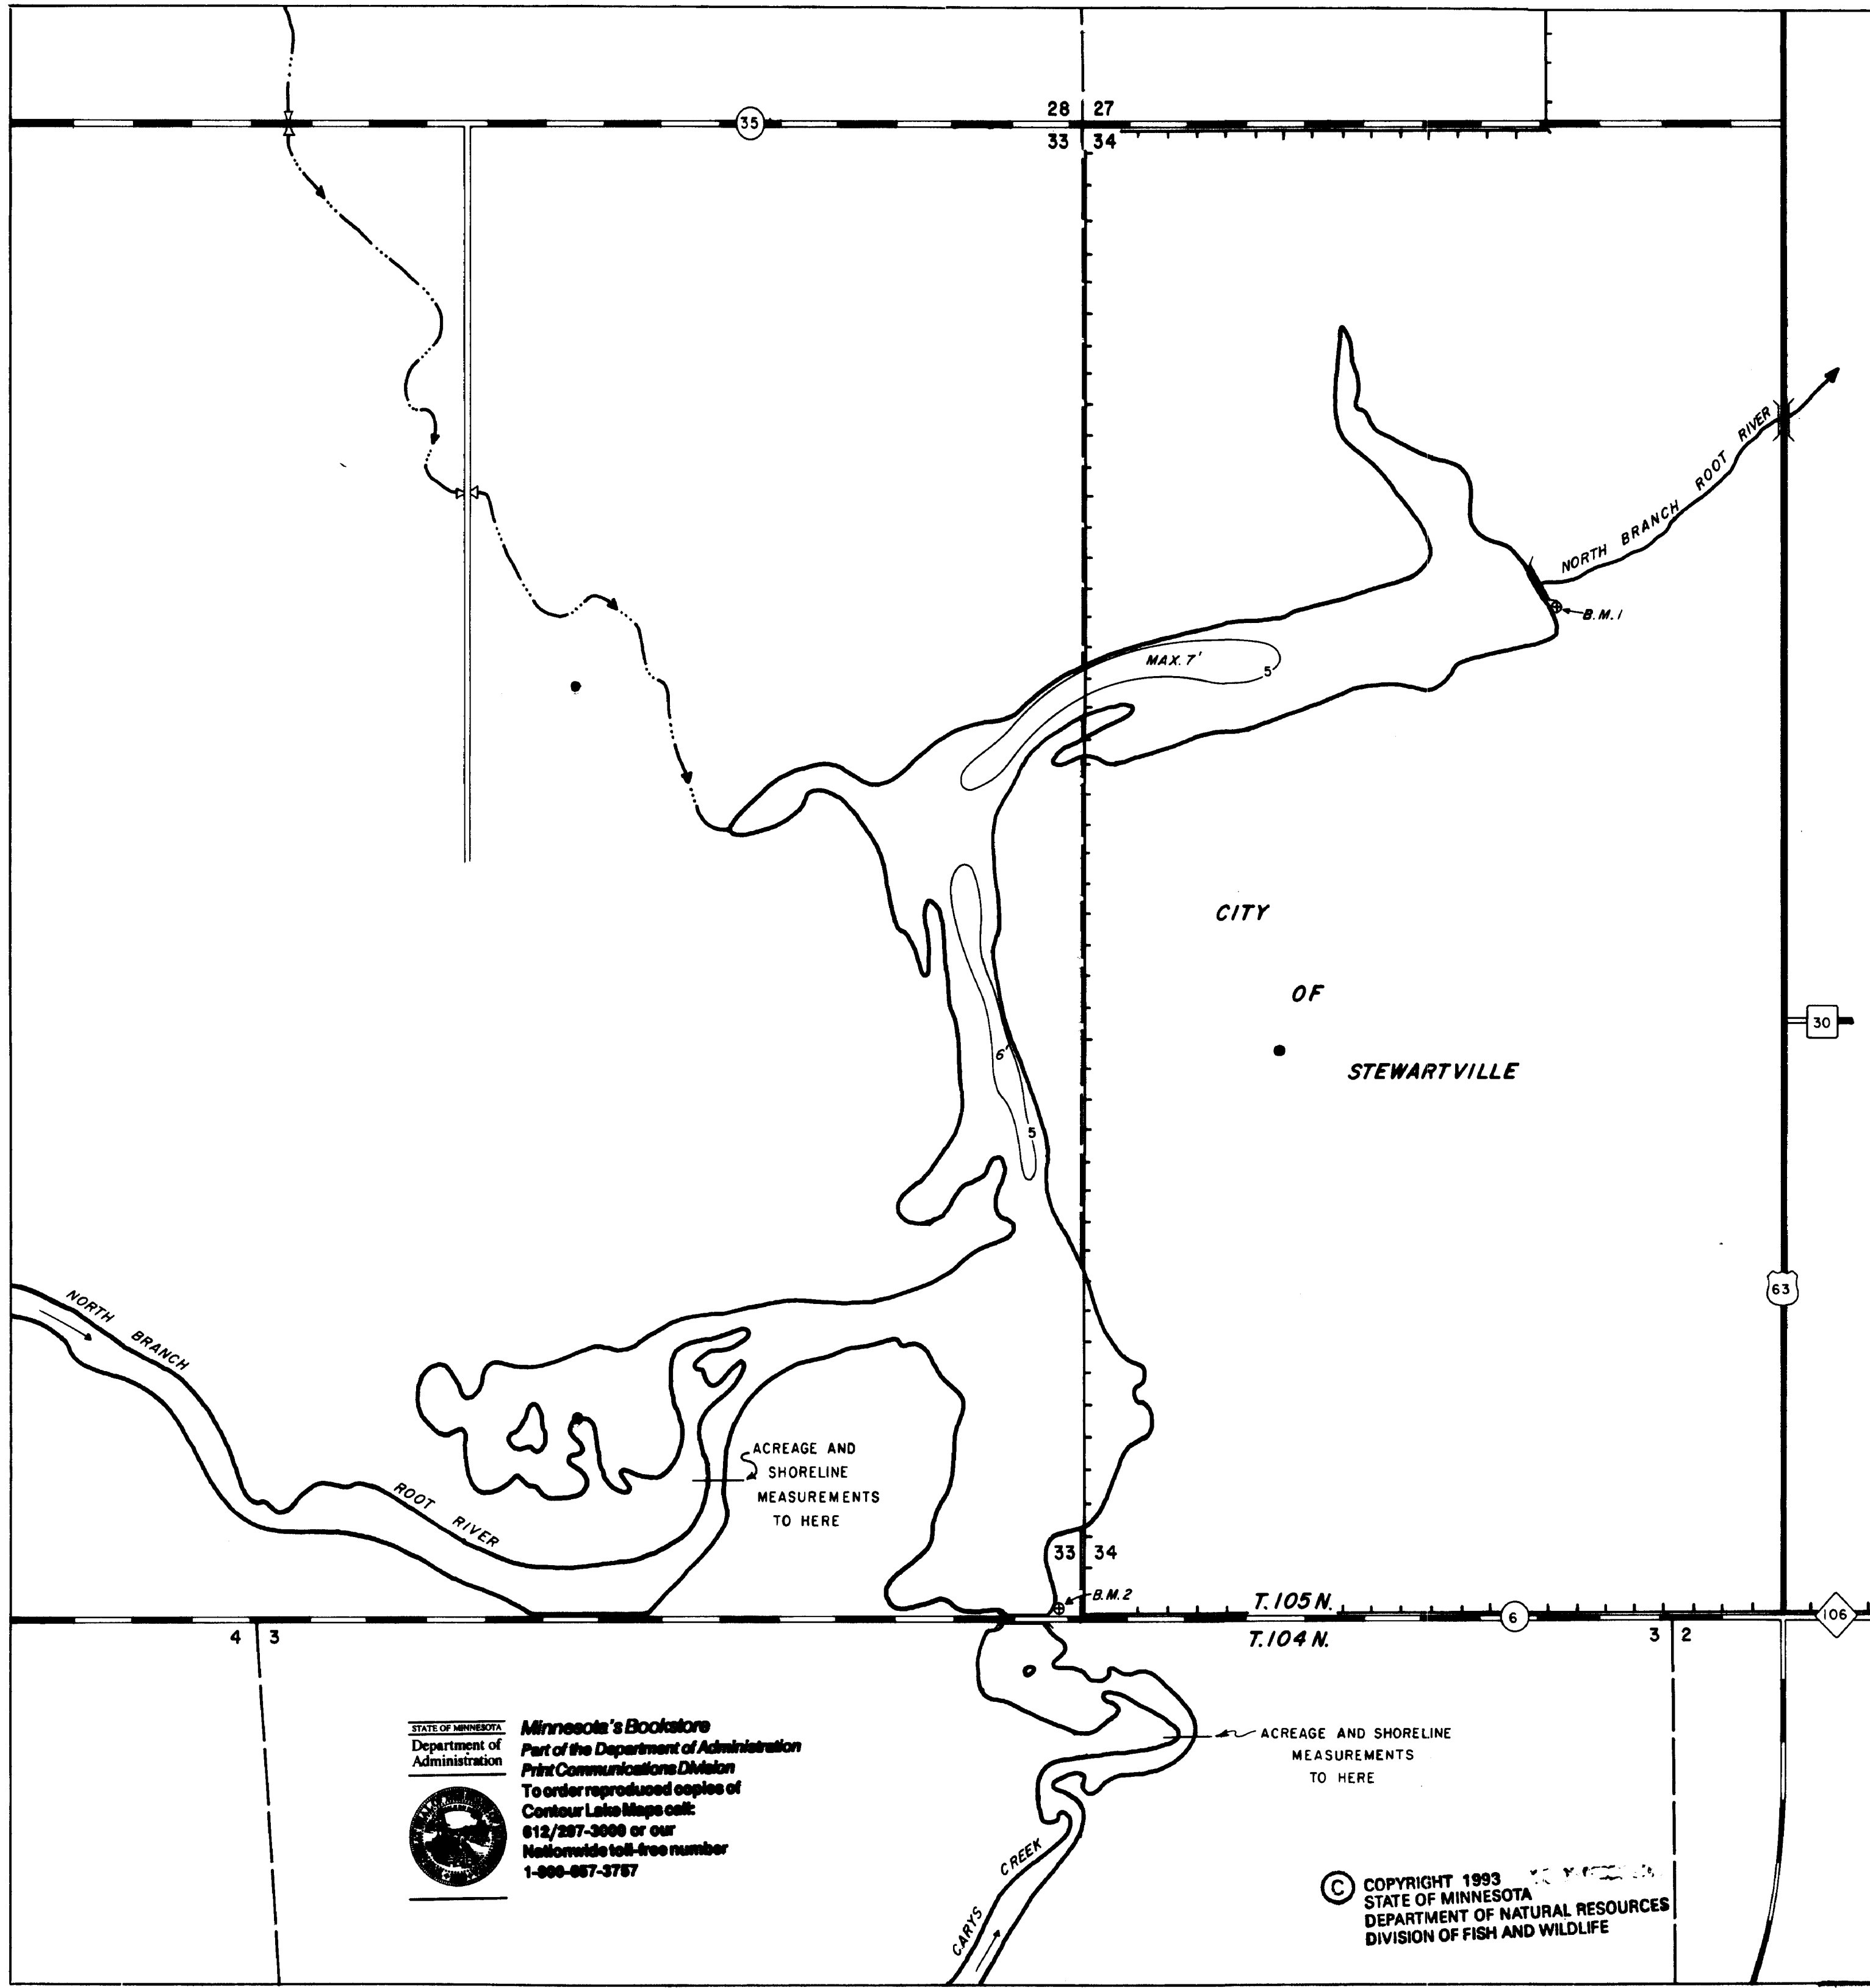 28 27
35
33 34
NORTH BRANCH ROOT RIVER
B.M.1
MAX. 7'
5
CITY
OF
30
STEWARTVILLE
6'
5
63
NORTH BRANCH
ROOT RIVER
ACREAGE AND
SHORELINE
MEASUREMENTS
TO HERE
33 34
B.M.2
T.105 N.
6
106
T.104 N.
4 3
3 2
STATE OF MINNESOTA
Department of
Administration
Minnesota's Bookstore
Part of the Department of Administration
Print Communications Division
To order reproduced copies of
Contour Lake Maps call:
612/297-3000 or our
Nationwide toll-free number
1-800-657-3757
ACREAGE AND SHORELINE
MEASUREMENTS
TO HERE
CARYS CREEK
C COPYRIGHT 1993
STATE OF MINNESOTA
DEPARTMENT OF NATURAL RESOURCES
DIVISION OF FISH AND WILDLIFE